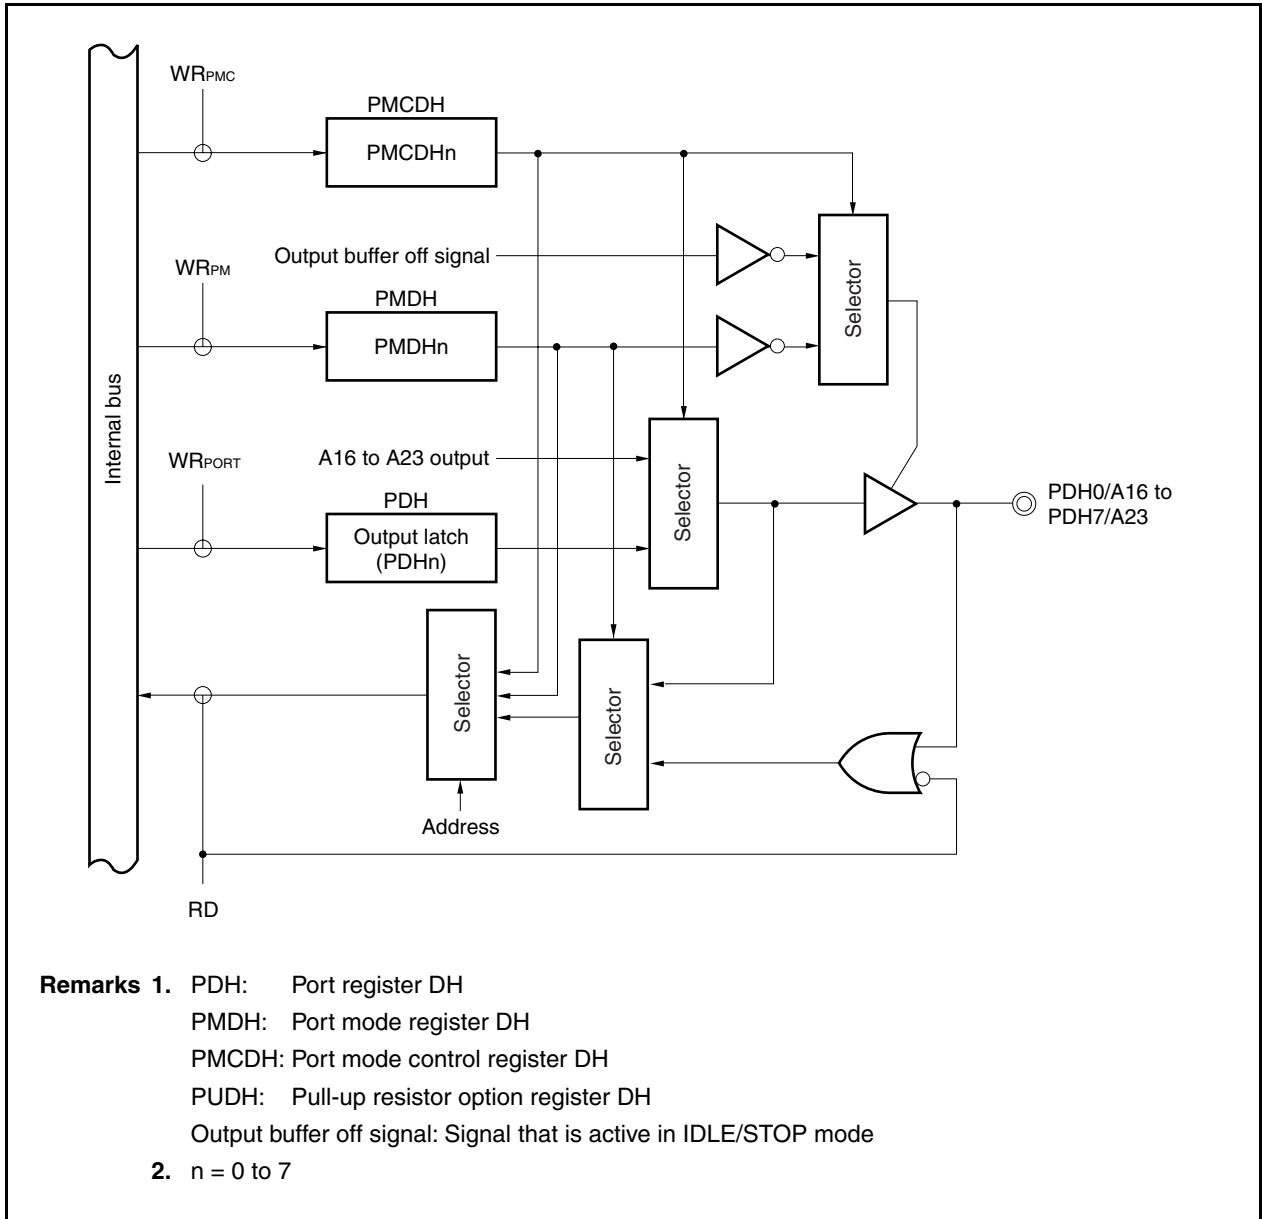 WRPMC
PMCDH
PMCDHn
Output buffer off signal
Selector
WRPM
PMDH
PMDHn
Internal bus
A16 to A23 output
WRPORT
PDH
Output latch
(PDHn)
Selector
PDH0/A16 to
PDH7/A23
Selector
Selector
Address
RD
Remarks 1. PDH: Port register DH
PMDH: Port mode register DH
PMCDH: Port mode control register DH
PUDH: Pull-up resistor option register DH
Output buffer off signal: Signal that is active in IDLE/STOP mode
2. n = 0 to 7